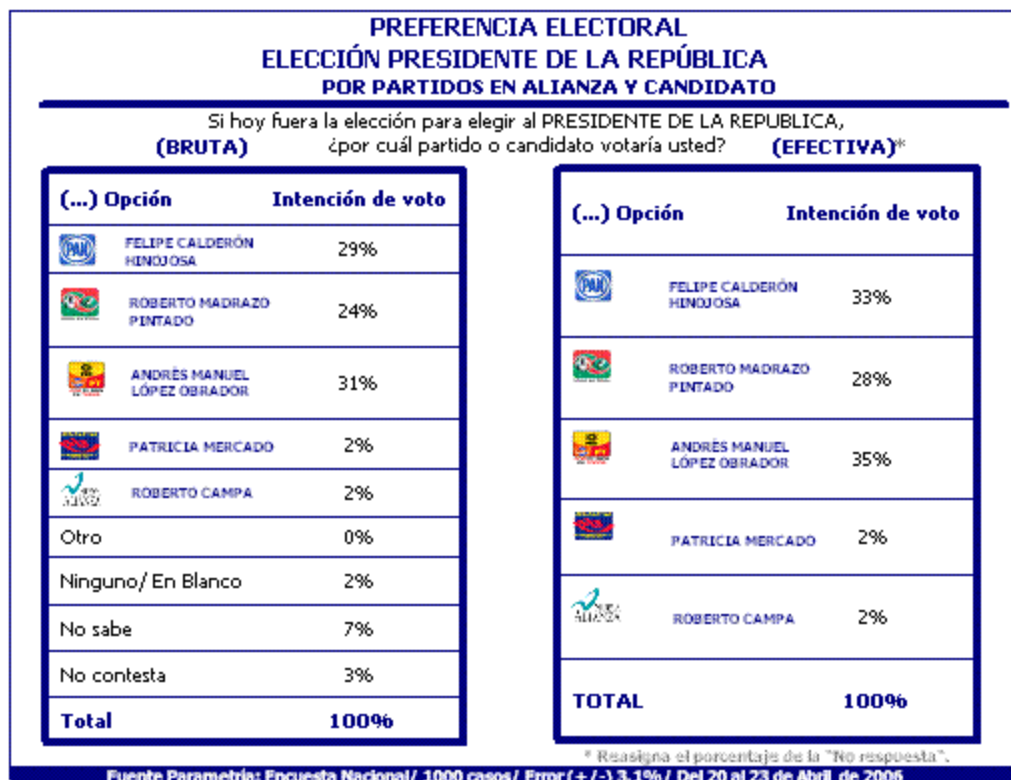 PREFERENCIA ELECTORAL
ELECCIÓN PRESIDENTE DE LA REPÚBLICA
POR PARTIDOS EN ALIANZA Y CANDIDATO
Si hoy fuera la elección para elegir al PRESIDENTE DE LA REPUBLICA,
(BRUTA) ¿por cuál partido o candidato votaría usted? (EFECTIVA)*
(...) Opción Intención de voto
PAN FELIPE CALDERÓN
HINOJOSA 29%
ROBERTO MADRAZO
PINTADO 24%
ANDRÈS MANUEL
LÓPEZ OBRADOR 31%
PATRICIA MERCADO 2%
ROBERTO CAMPA 2%
Otro 0%
Ninguno/ En Blanco 2%
No sabe 7%
No contesta 3%
Total 100%
(...) Opción Intención de voto
PAN FELIPE CALDERÓN
HINOJOSA 33%
ROBERTO MADRAZO
PINTADO 28%
ANDRÈS MANUEL
LÓPEZ OBRADOR 35%
PATRICIA MERCADO 2%
NUEVA
ALIANZA ROBERTO CAMPA 2%
TOTAL 100%
* Reasigna el porcentaje de la "No respuesta".
Fuente Parametría: Encuesta Nacional/ 1000 casos/ Error (+/-) 3.1% / Del 20 al 23 de Abril de 2006